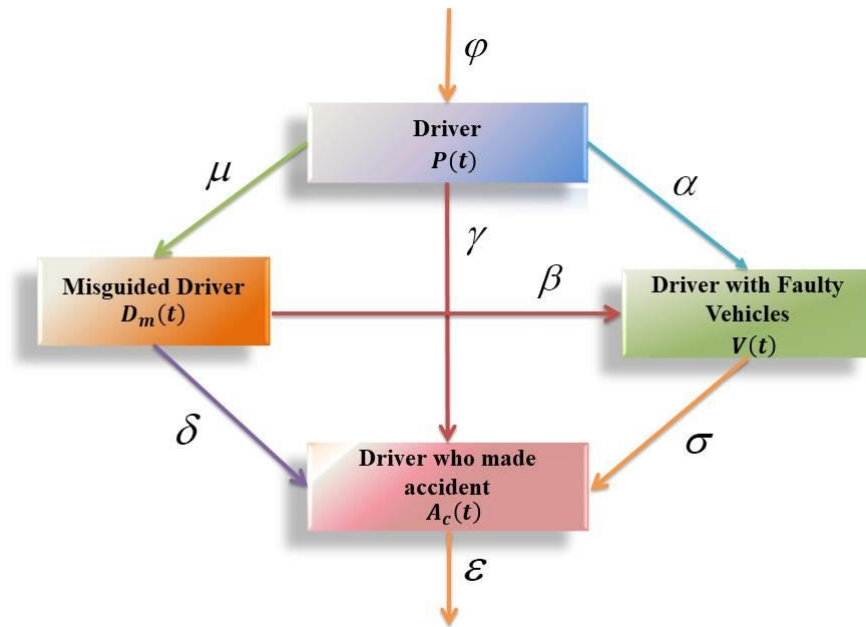 φ
Driver
P(t)
μ
α
γ
Misguided Driver
D_m(t)
β
Driver with Faulty
Vehicles
V(t)
δ
σ
Driver who made
accident
A_c(t)
ε